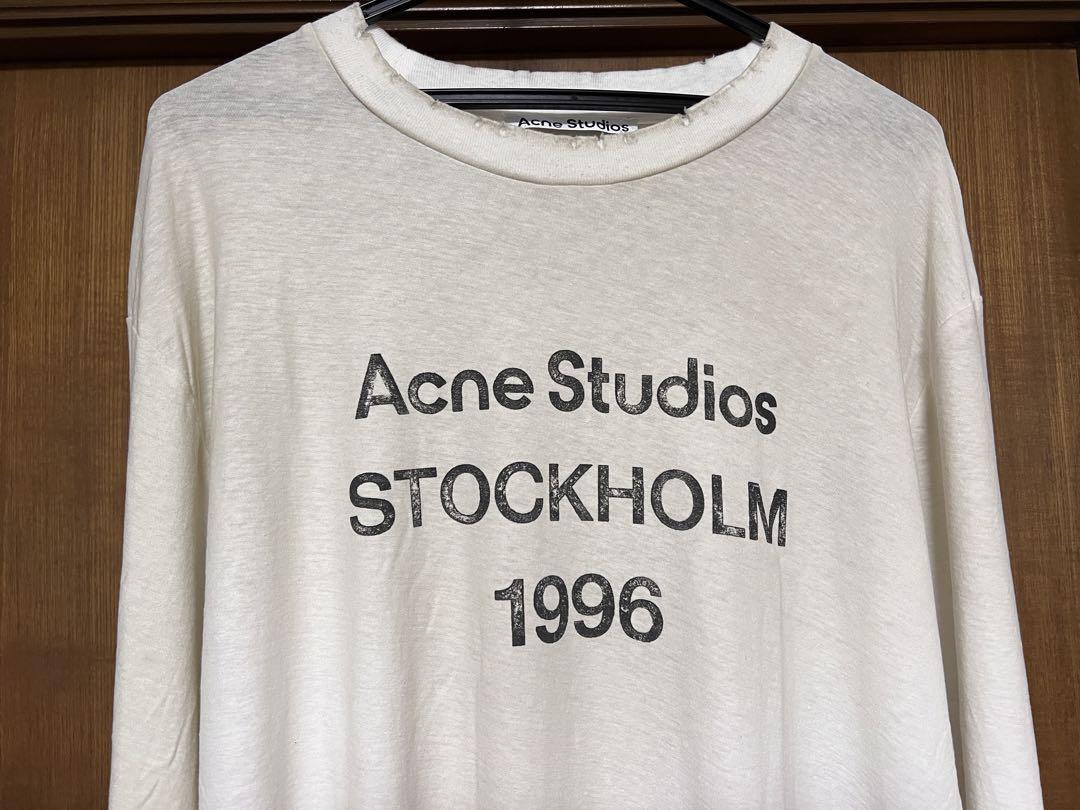 Acne Studios
Acne Studios
STOCKHOLM
1996